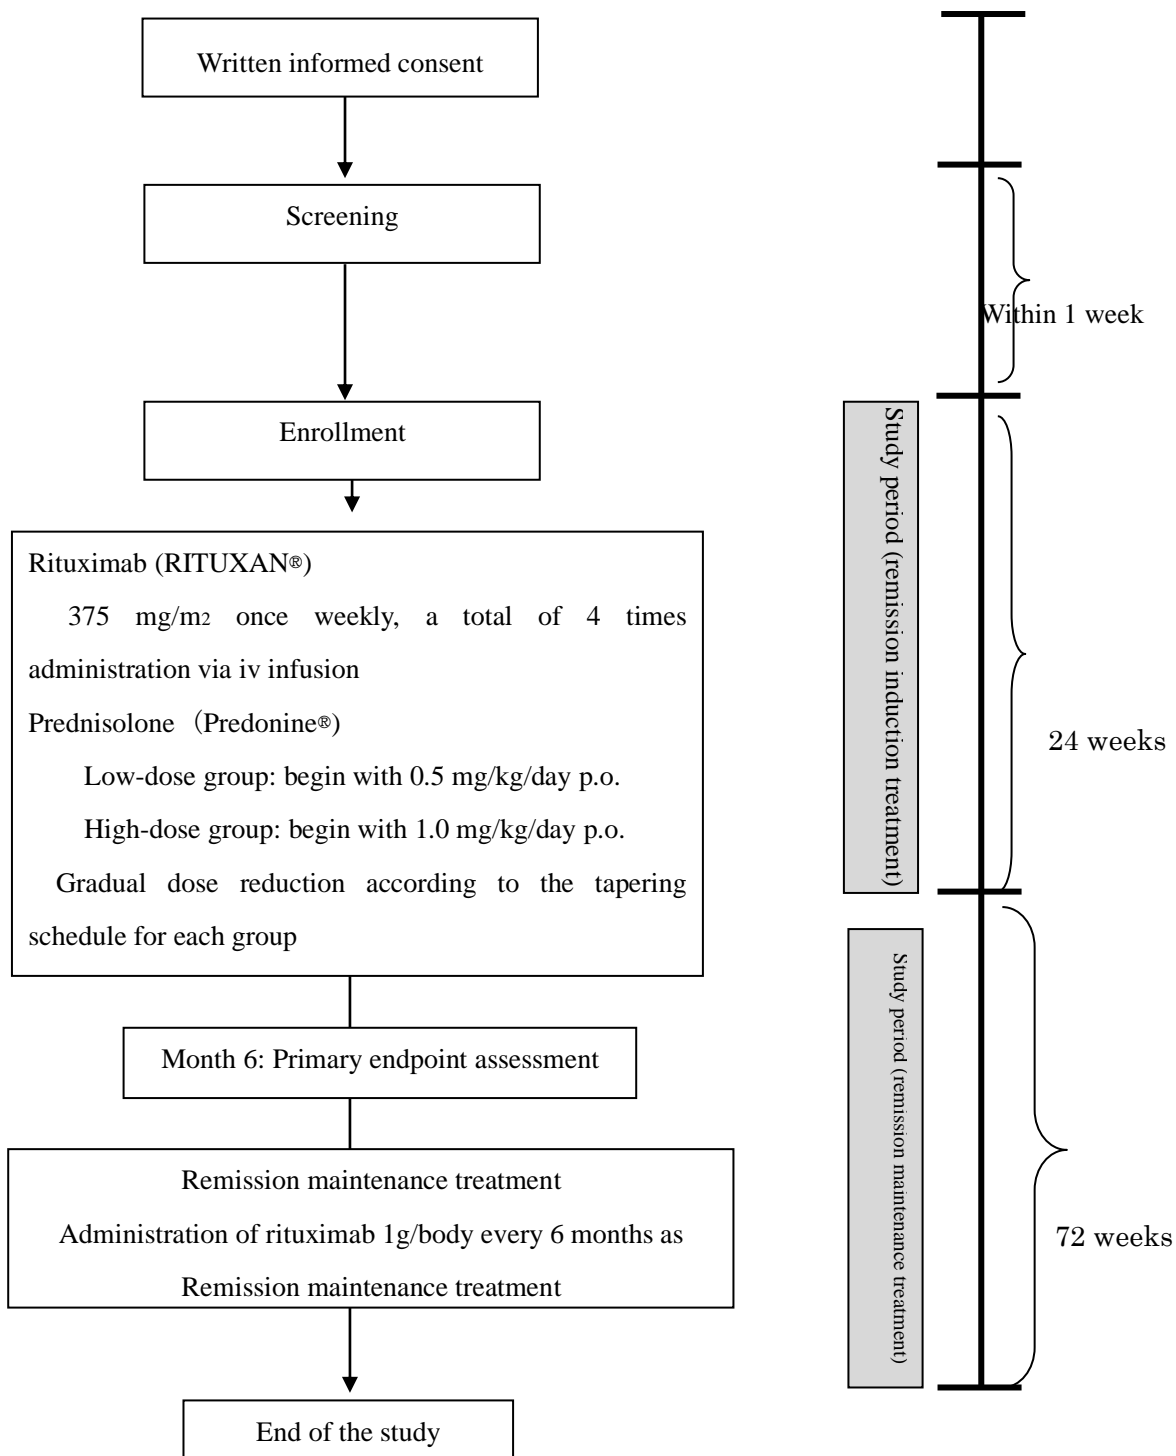 Written informed consent
Screening
Within 1 week
Enrollment
Rituximab (RITUXAN®)
375 mg/m2 once weekly, a total of 4 times
administration via iv infusion
Prednisolone（Predonine®)
Low-dose group: begin with 0.5 mg/kg/day p.o.
High-dose group: begin with 1.0 mg/kg/day p.o.
Gradual dose reduction according to the tapering
schedule for each group
Study period (remission induction treatment)
24 weeks
Month 6: Primary endpoint assessment
Remission maintenance treatment
Administration of rituximab 1g/body every 6 months as
Remission maintenance treatment
Study period (remission maintenance treatment)
72 weeks
End of the study